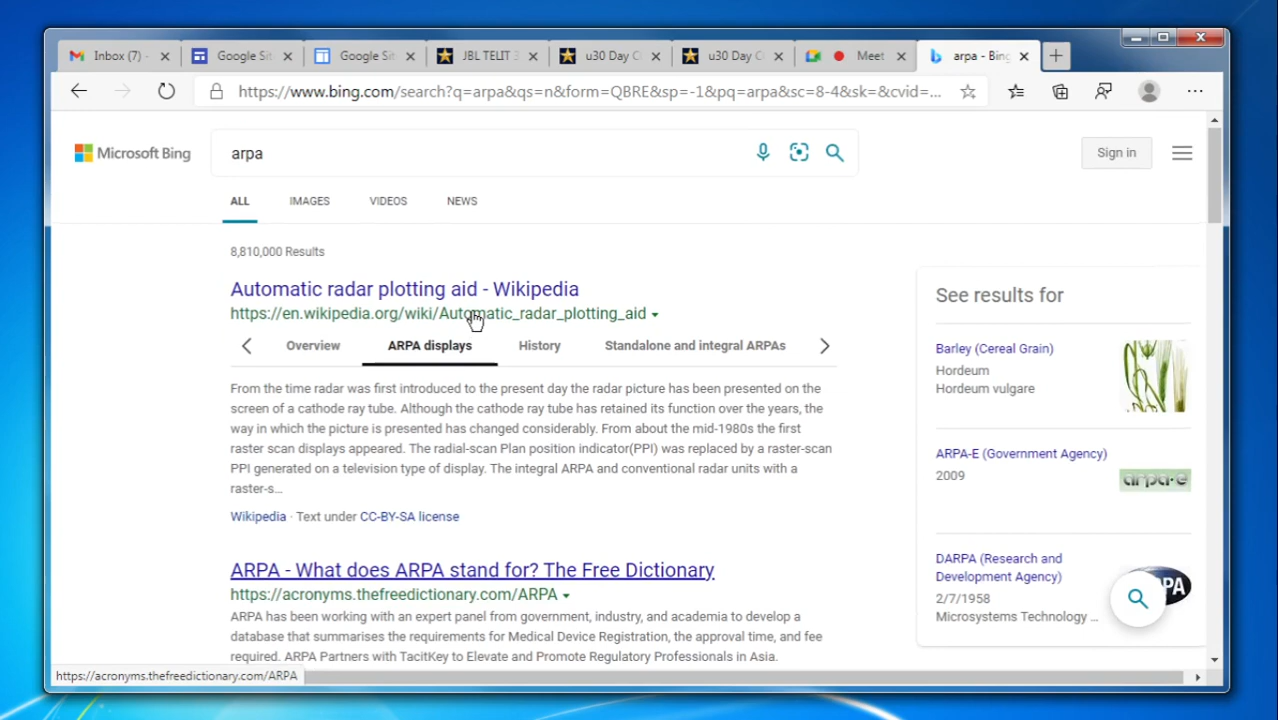 Inbox (7) -
Google Sit
Google Sit
JBL TELIT 3
u30 Day C
u30 Day C
Meet
arpa - Bing
https://www.bing.com/search?q=arpa&qs=n&form=QBRE&sp=-1&pq=arpa&sc=8-4&sk=&cvid=...
Microsoft Bing
arpa
Sign in
ALL
IMAGES
VIDEOS
NEWS
8,810,000 Results
Automatic radar plotting aid - Wikipedia
https://en.wikipedia.org/wiki/Automatic_radar_plotting_aid
Overview
ARPA displays
History
Standalone and integral ARPAs
From the time radar was first introduced to the present day the radar picture has been presented on the
screen of a cathode ray tube. Although the cathode ray tube has retained its function over the years, the
way in which the picture is presented has changed considerably. From about the mid-1980s the first
raster scan displays appeared. The radial-scan Plan position indicator(PPI) was replaced by a raster-scan
PPI generated on a television type of display. The integral ARPA and conventional radar units with a
raster-s...
Wikipedia · Text under CC-BY-SA license
ARPA - What does ARPA stand for? The Free Dictionary
https://acronyms.thefreedictionary.com/ARPA
ARPA has been working with an expert panel from government, industry, and academia to develop a
database that summarises the requirements for Medical Device Registration, the approval time, and fee
required. ARPA Partners with TacitKey to Elevate and Promote Regulatory Professionals in Asia.
See results for
Barley (Cereal Grain)
Hordeum
Hordeum vulgare
ARPA-E (Government Agency)
2009
arpa-e
DARPA (Research and
Development Agency)
2/7/1958
Microsystems Technology ...
https://acronyms.thefreedictionary.com/ARPA